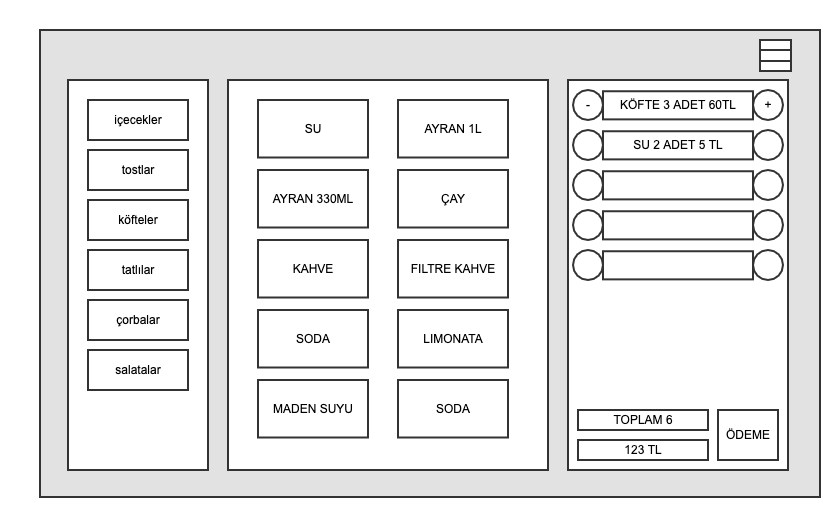 içecekler
tostlar
köfteler
tatlılar
çorbalar
salatalar
SU
AYRAN 1L
AYRAN 330ML
ÇAY
KAHVE
FILTRE KAHVE
SODA
LIMONATA
MADEN SUYU
SODA
- KÖFTE 3 ADET 60TL +
SU 2 ADET 5 TL
TOPLAM 6
123 TL
ÖDEME